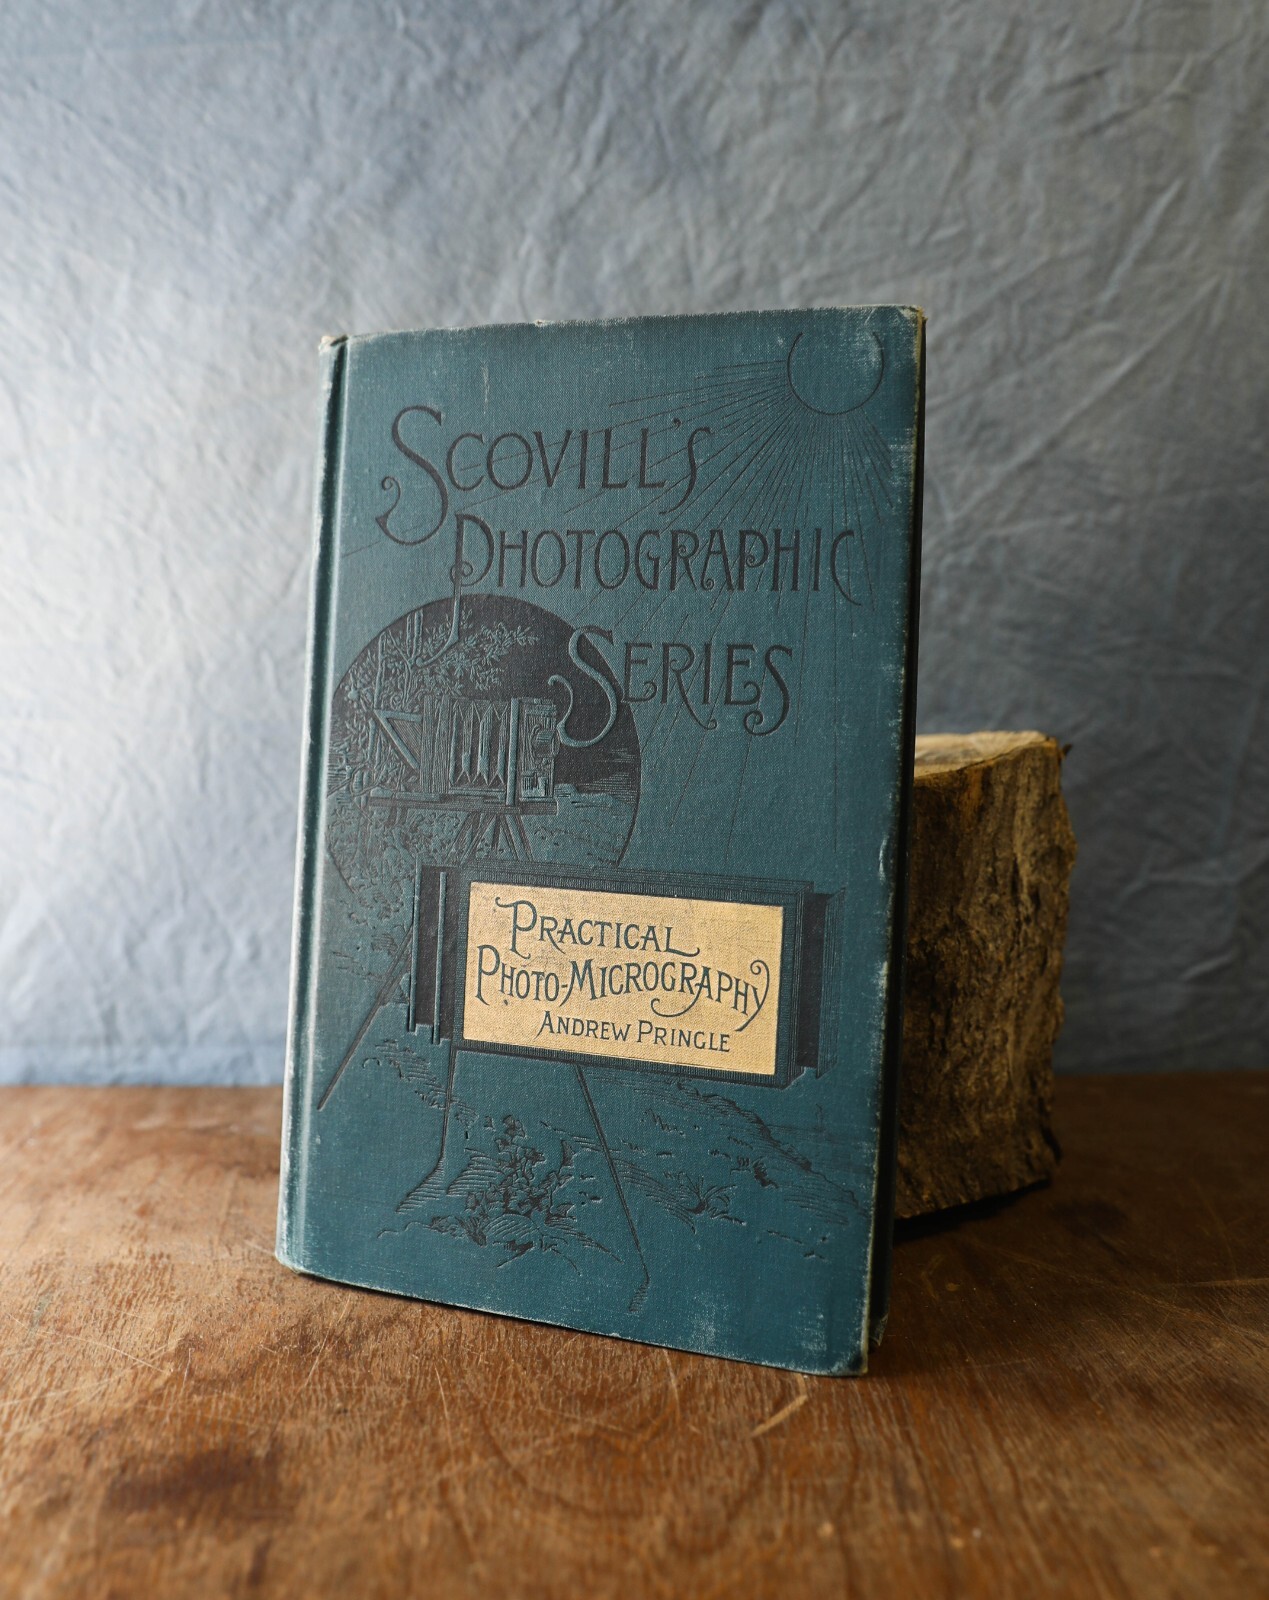 SCOVILL'S
PHOTOGRAPHIC
SERIES
PRACTICAL
PHOTO-MICROGRAPHY
ANDREW PRINGLE